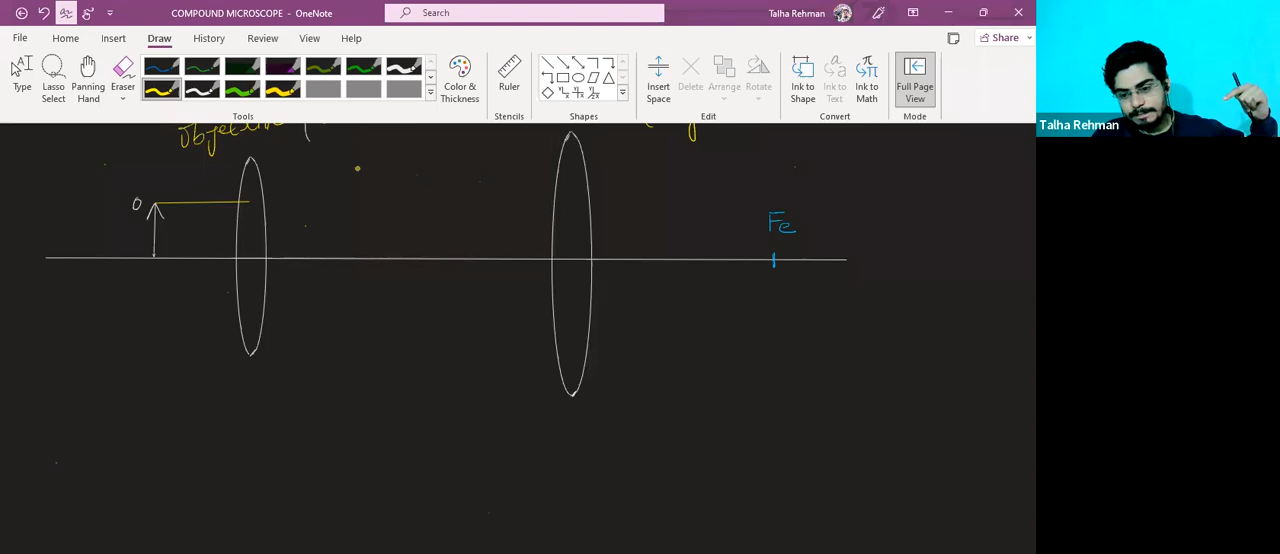 COMPOUND MICROSCOPE - OneNote
Search
Talha Rehman
File Home Insert Draw History Review View Help
Share
Type
Lasso Select
Panning Hand
Eraser
Color & Thickness
Ruler
Insert Space
Delete
Arrange
Rotate
Ink to Shape
Ink to Text
Ink to Math
Full Page View
Tools
Stencils
Shapes
Edit
Convert
Mode
Talha Rehman
objective
O
Fe